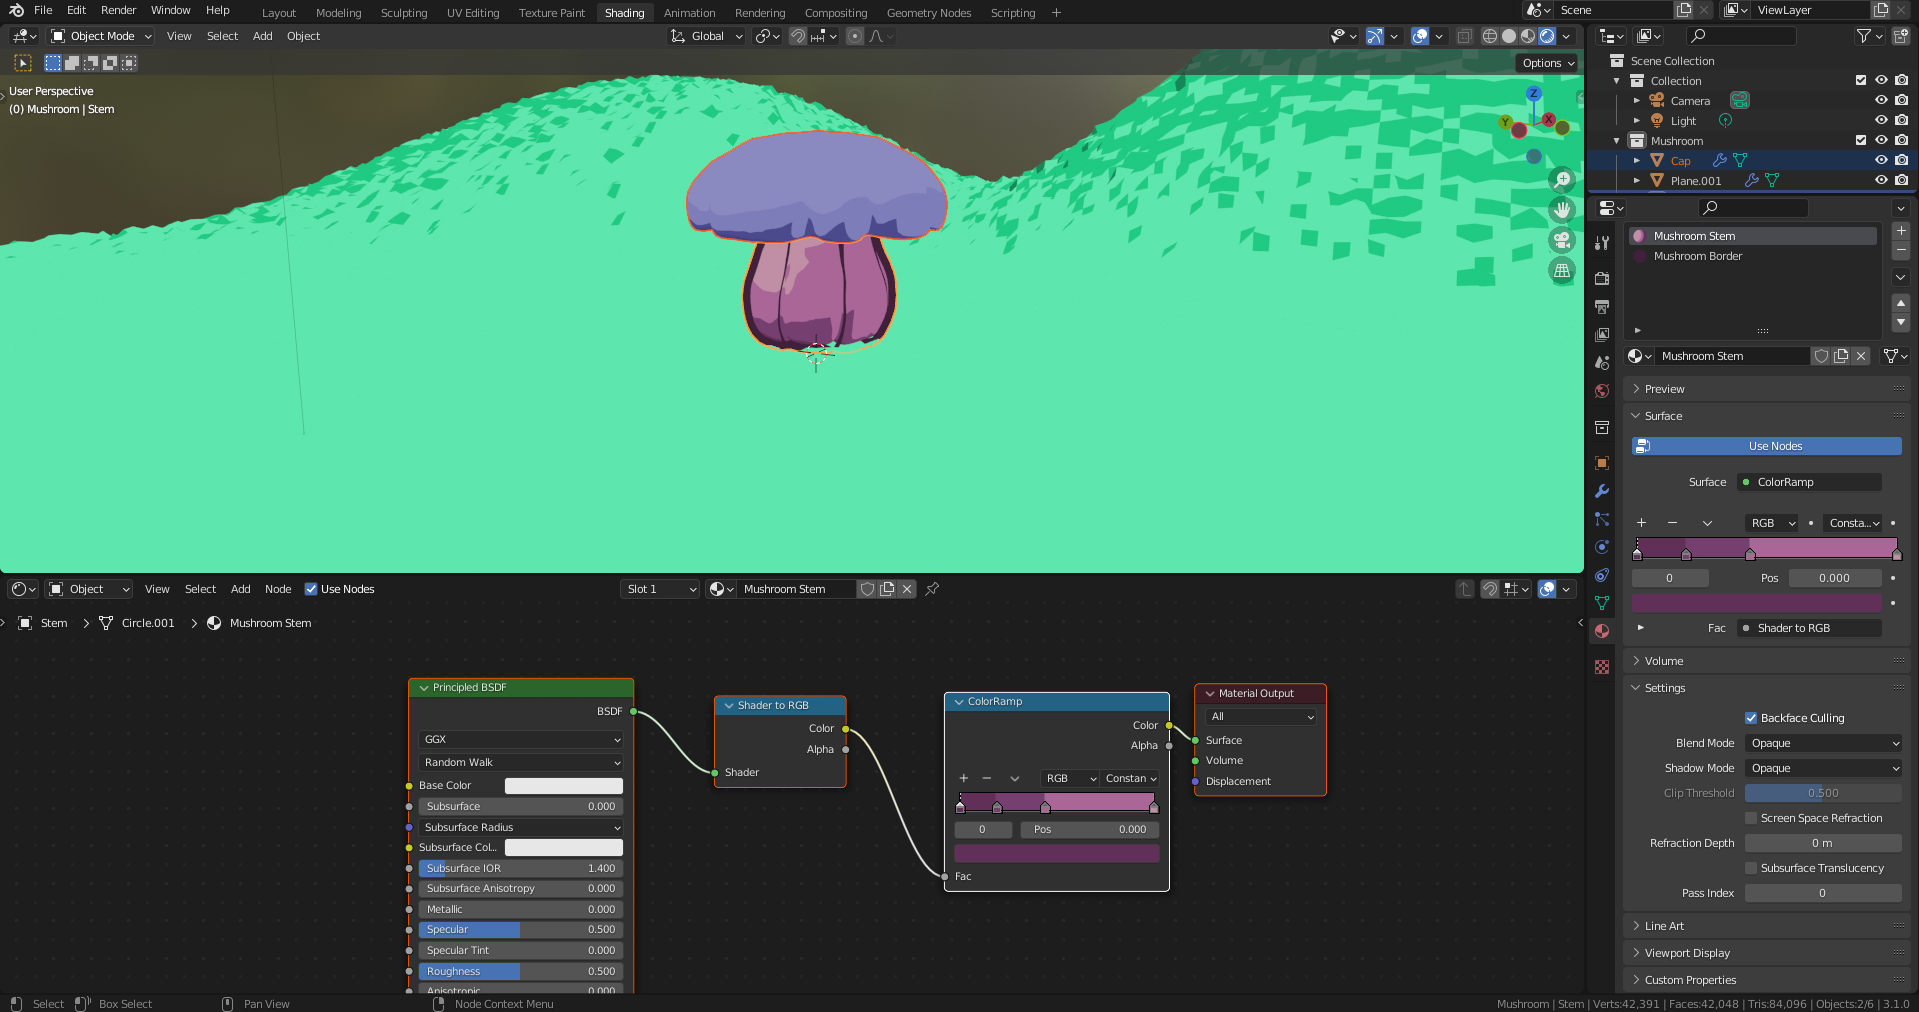 File Edit Render Window Help Layout Modeling Sculpting UV Editing Texture Paint Shading Animation Rendering Compositing Geometry Nodes Scripting + Scene ViewLayer
Object Mode View Select Add Object Global
Options
User Perspective
(0) Mushroom | Stem
Z
Y
X
Scene Collection
Collection
Camera
Light
Mushroom
Cap
Plane.001
Mushroom Stem
Mushroom Border
Mushroom Stem
Preview
Surface
Use Nodes
Surface ColorRamp
+ − RGB Consta...
0 Pos 0.000
Fac Shader to RGB
Volume
Settings
Backface Culling
Blend Mode Opaque
Shadow Mode Opaque
Clip Threshold 0.500
Screen Space Refraction
Refraction Depth 0 m
Subsurface Translucency
Pass Index 0
Line Art
Viewport Display
Custom Properties
Object View Select Add Node Use Nodes Slot 1 Mushroom Stem
Stem > Circle.001 > Mushroom Stem
Principled BSDF
BSDF
GGX
Random Walk
Base Color
Subsurface 0.000
Subsurface Radius
Subsurface Col...
Subsurface IOR 1.400
Subsurface Anisotropy 0.000
Metallic 0.000
Specular 0.500
Specular Tint 0.000
Roughness 0.500
Anisotropic 0.000
Shader to RGB
Color
Alpha
Shader
ColorRamp
Color
Alpha
+ − RGB Constan
0 Pos 0.000
Fac
Material Output
All
Surface
Volume
Displacement
Select Box Select Pan View Node Context Menu Mushroom | Stem | Verts:42,391 | Faces:42,048 | Tris:84,096 | Objects:2/6 | 3.1.0